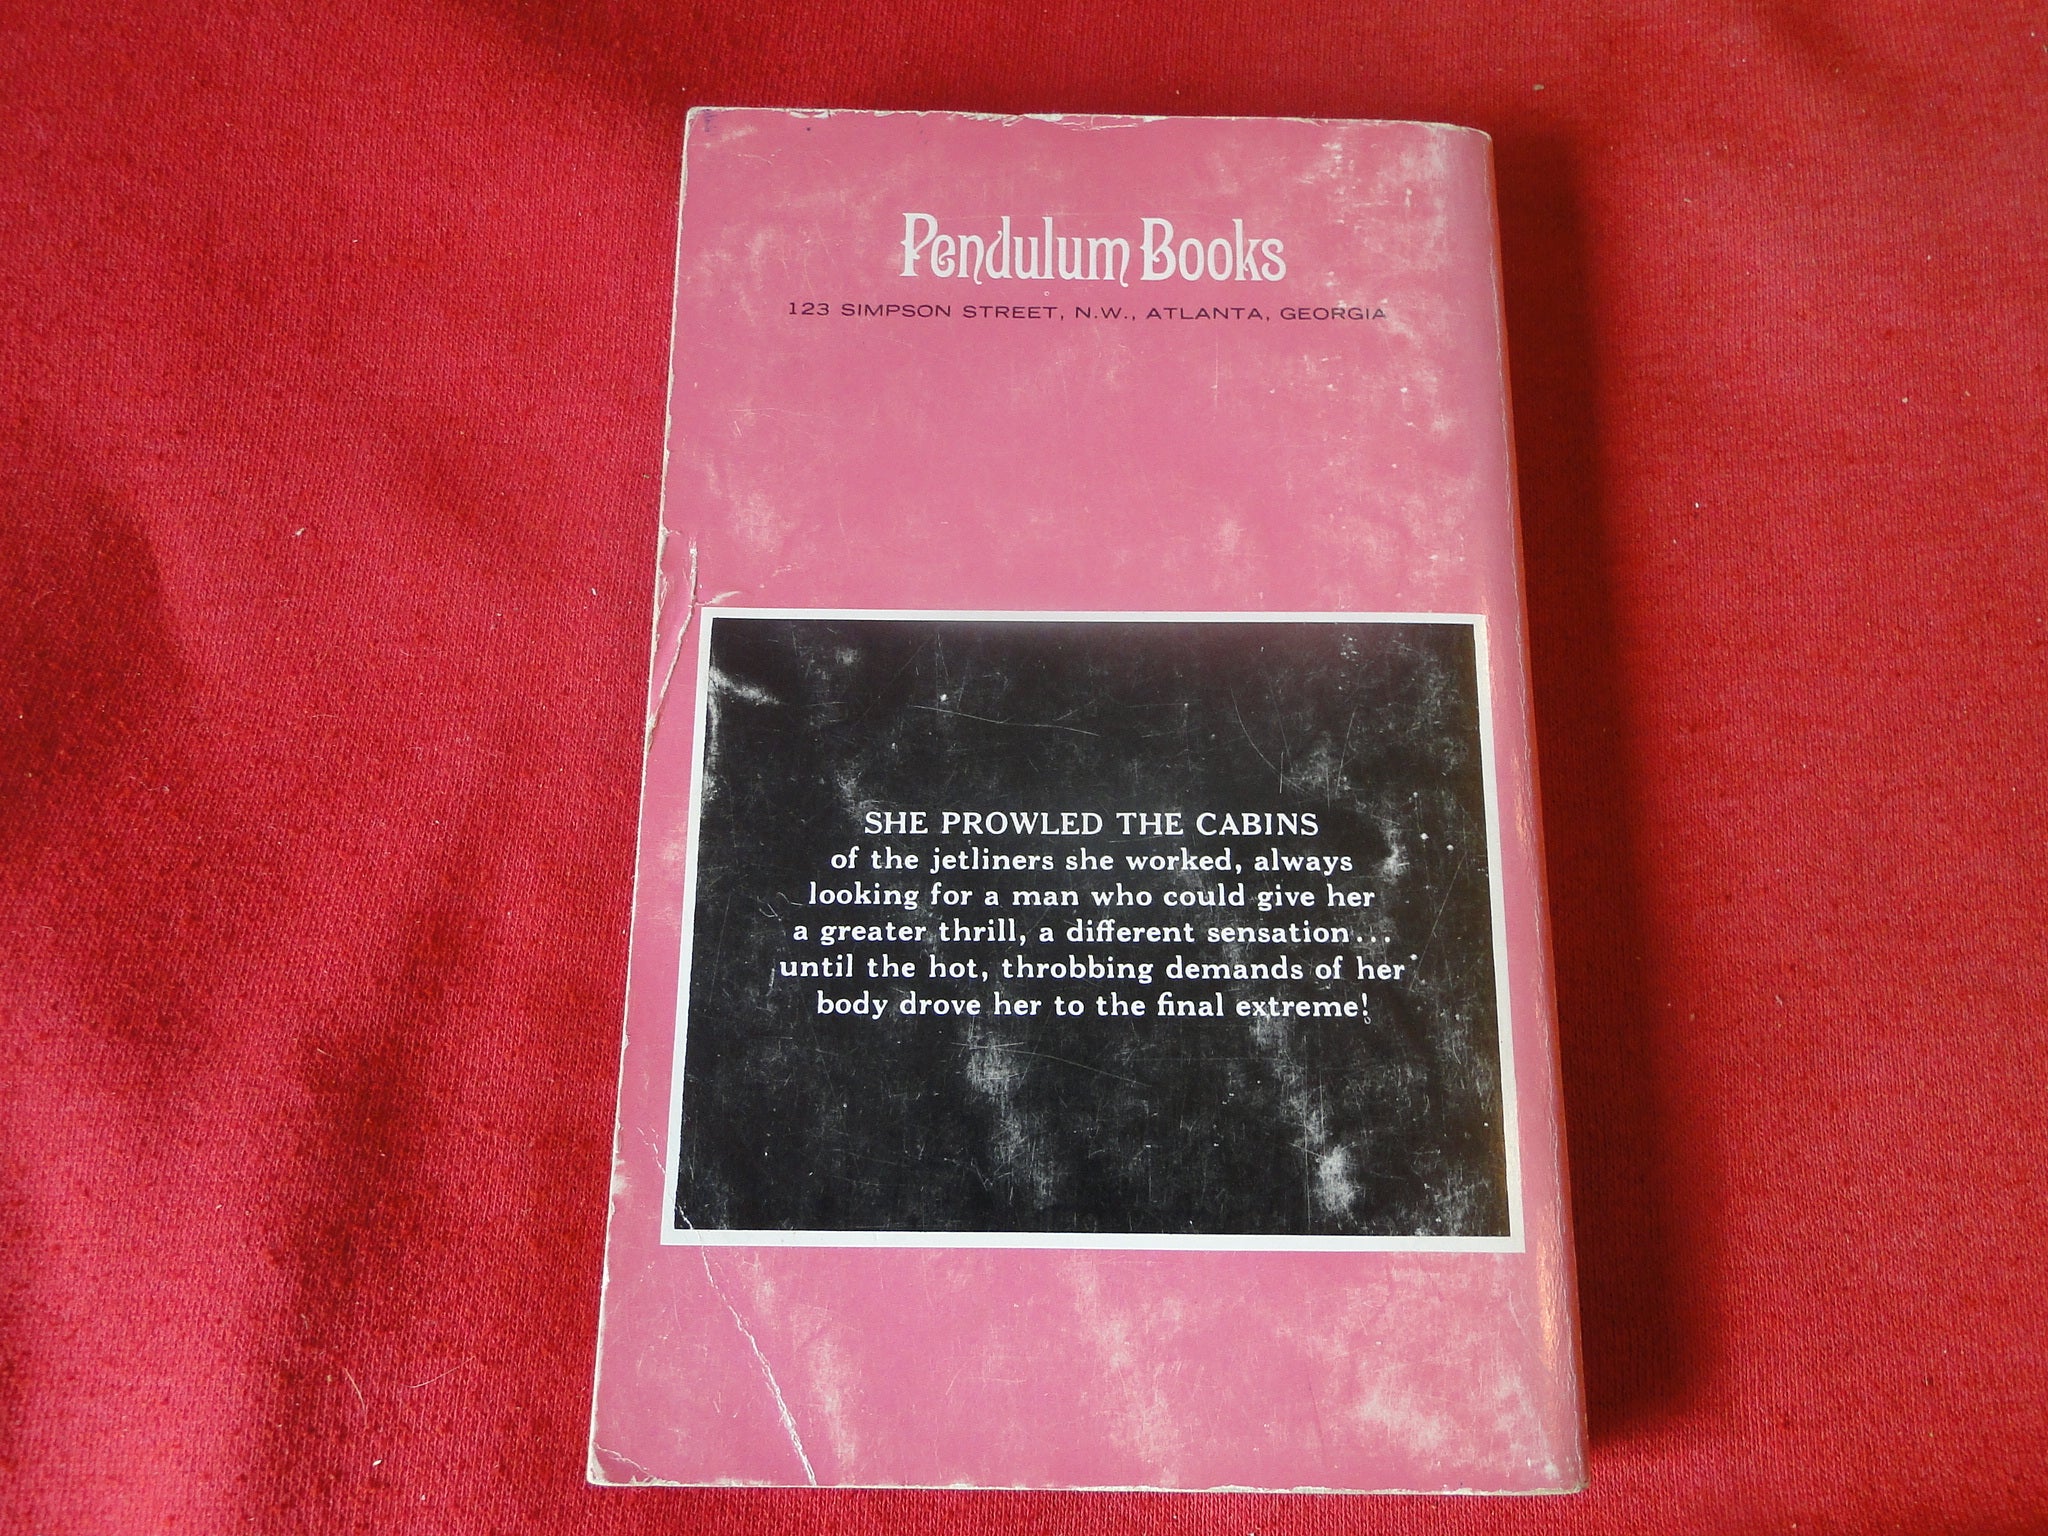 Pendulum Books
123 SIMPSON STREET, N.W., ATLANTA, GEORGIA
SHE PROWLED THE CABINS
of the jetliners she worked, always
looking for a man who could give her
a greater thrill, a different sensation...
until the hot, throbbing demands of her
body drove her to the final extreme!